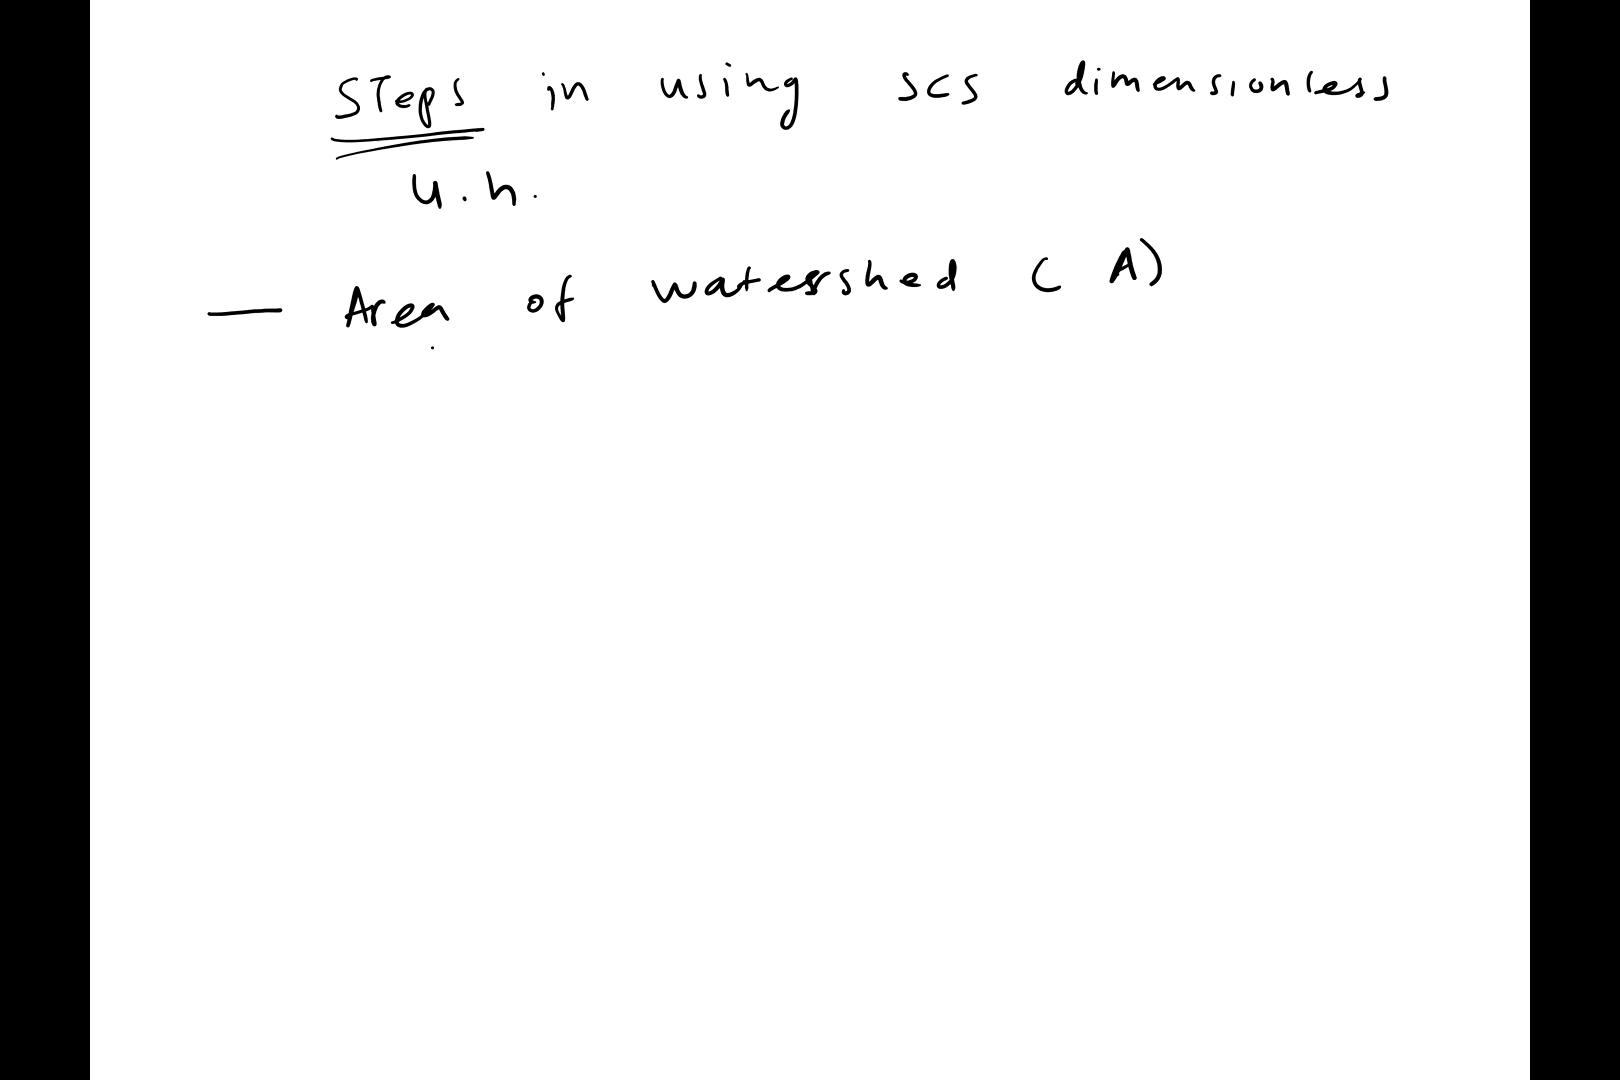 Steps in using SCS dimensionless
u.h.
— Area of watershed (A)